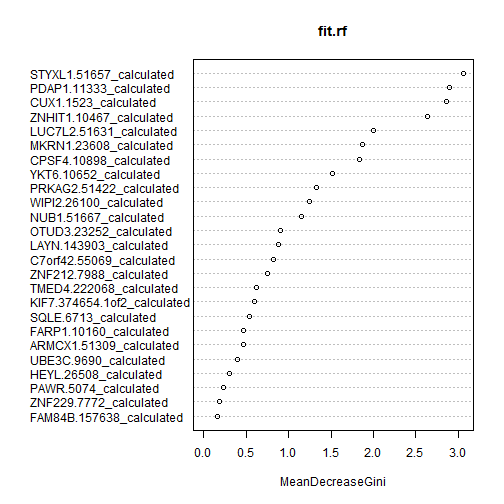 fit.rf
STYXL1.51657_calculated
PDAP1.11333_calculated
CUX1.1523_calculated
ZNHIT1.10467_calculated
LUC7L2.51631_calculated
MKRN1.23608_calculated
CPSF4.10898_calculated
YKT6.10652_calculated
PRKAG2.51422_calculated
WIPI2.26100_calculated
NUB1.51667_calculated
OTUD3.23252_calculated
LAYN.143903_calculated
C7orf42.55069_calculated
ZNF212.7988_calculated
TMED4.222068_calculated
KIF7.374654.1of2_calculated
SQLE.6713_calculated
FARP1.10160_calculated
ARMCX1.51309_calculated
UBE3C.9690_calculated
HEYL.26508_calculated
PAWR.5074_calculated
ZNF229.7772_calculated
FAM84B.157638_calculated
0.0 0.5 1.0 1.5 2.0 2.5 3.0
MeanDecreaseGini